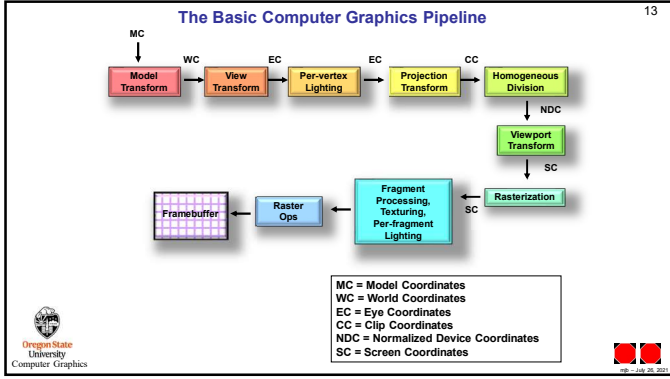 The Basic Computer Graphics Pipeline
13
MC
WC
EC
EC
CC
Model
Transform
View
Transform
Per-vertex
Lighting
Projection
Transform
Homogeneous
Division
NDC
Viewport
Transform
SC
Rasterization
SC
Fragment
Processing,
Texturing,
Per-fragment
Lighting
Raster
Ops
Framebuffer
MC = Model Coordinates
WC = World Coordinates
EC = Eye Coordinates
CC = Clip Coordinates
NDC = Normalized Device Coordinates
SC = Screen Coordinates
Oregon State
University
Computer Graphics
mjb – July 26, 2021